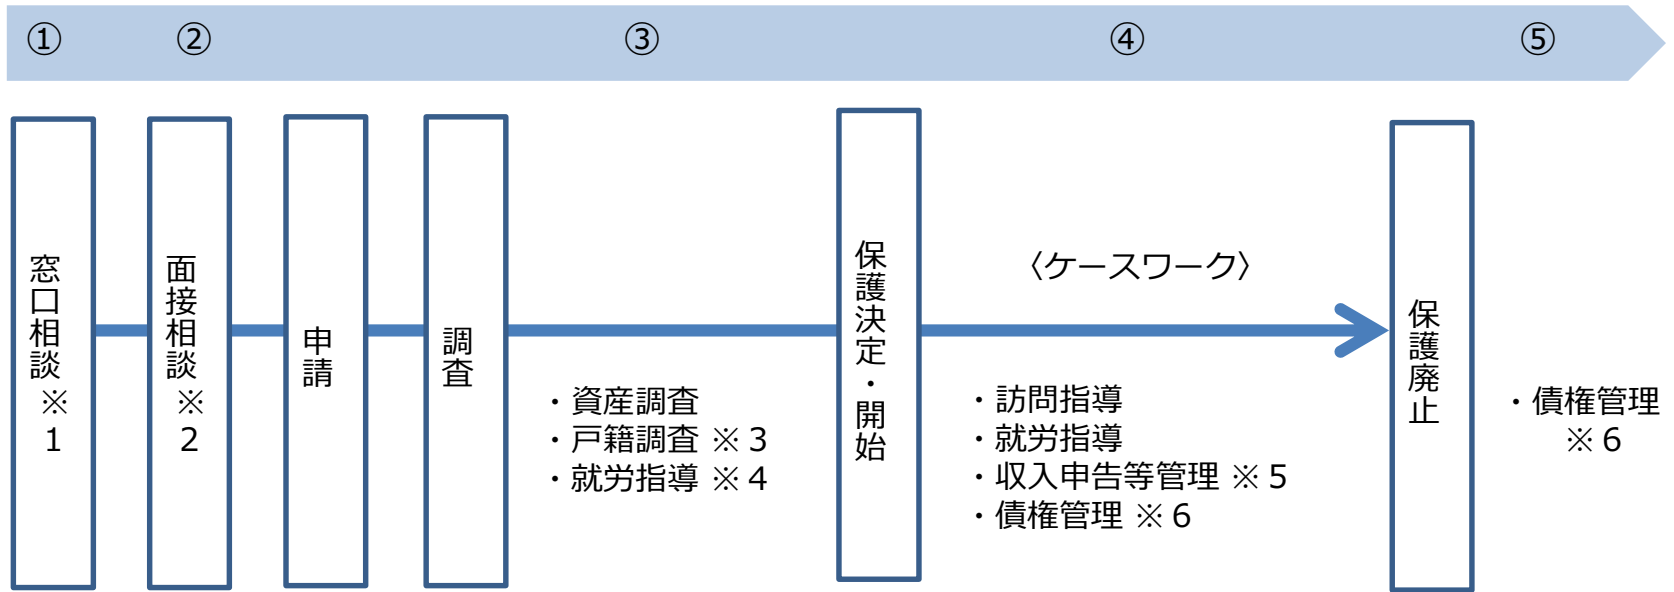 ① ② ③ ④ ⑤
窓口相談※1
面接相談※2
申請
調査
・資産調査
・戸籍調査 ※３
・就労指導 ※４
保護決定・開始
〈ケースワーク〉
・訪問指導
・就労指導
・収入申告等管理 ※５
・債権管理 ※６
保護廃止
・債権管理
※６